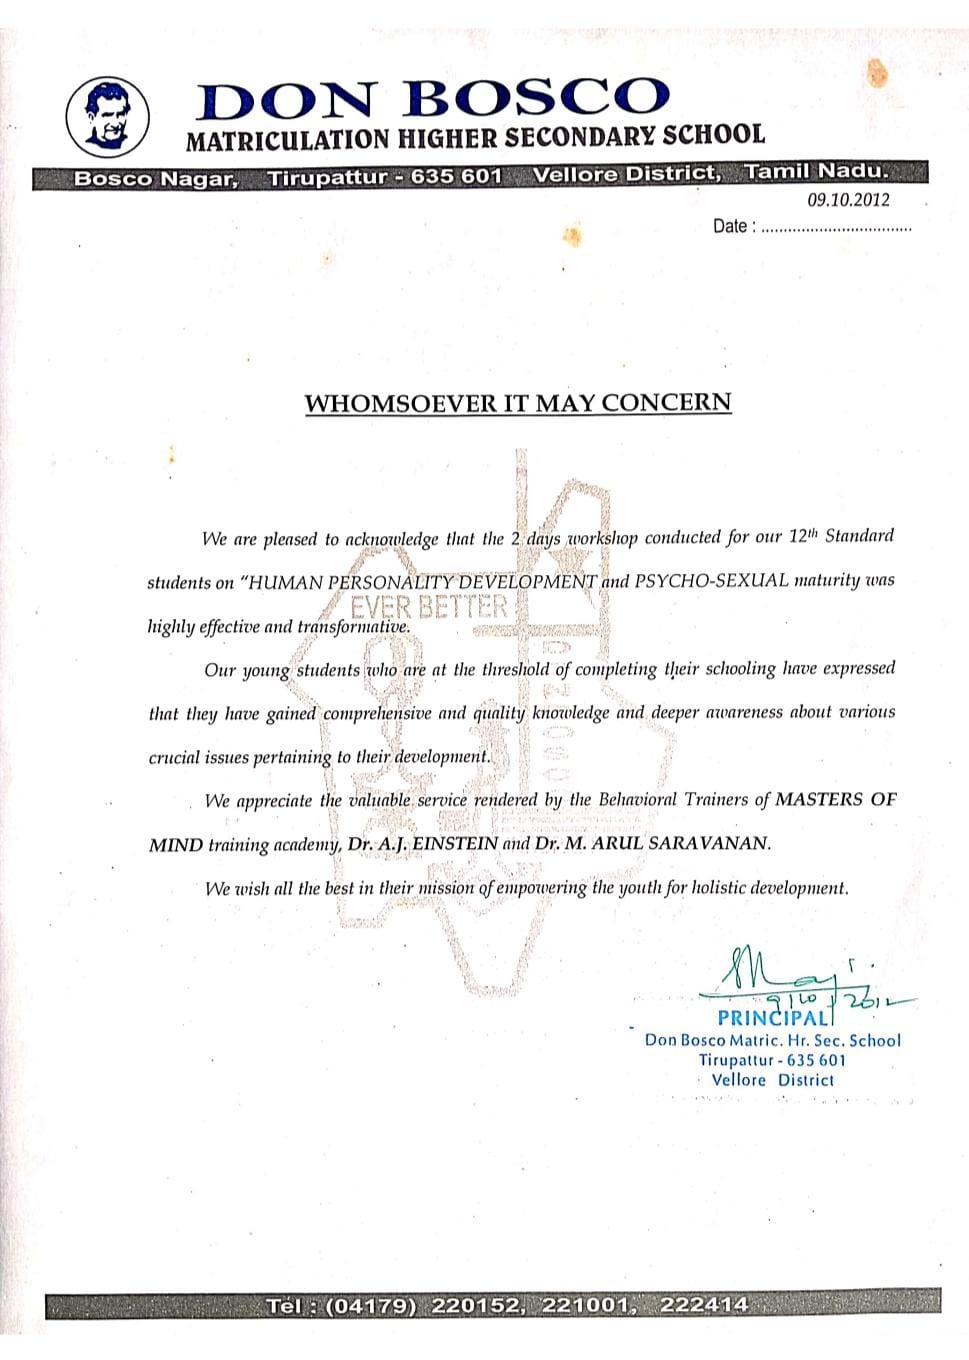 DON BOSCO
MATRICULATION HIGHER SECONDARY SCHOOL
Bosco Nagar, Tirupattur - 635 601 Vellore District, Tamil Nadu.
09.10.2012
Date : ..................................
WHOMSOEVER IT MAY CONCERN
We are pleased to acknowledge that the 2 days workshop conducted for our 12th Standard
students on “HUMAN PERSONALITY DEVELOPMENT and PSYCHO-SEXUAL maturity was
EVER BETTER
highly effective and transformative.
Our young students who are at the threshold of completing their schooling have expressed
that they have gained comprehensive and quality knowledge and deeper awareness about various
crucial issues pertaining to their development.
We appreciate the valuable service rendered by the Behavioral Trainers of MASTERS OF
MIND training academy, Dr. A.J. EINSTEIN and Dr. M. ARUL SARAVANAN.
We wish all the best in their mission of empowering the youth for holistic development.
9/10/2012
PRINCIPAL
Don Bosco Matric. Hr. Sec. School
Tirupattur - 635 601
Vellore District
Tel : (04179) 220152, 221001, 222414